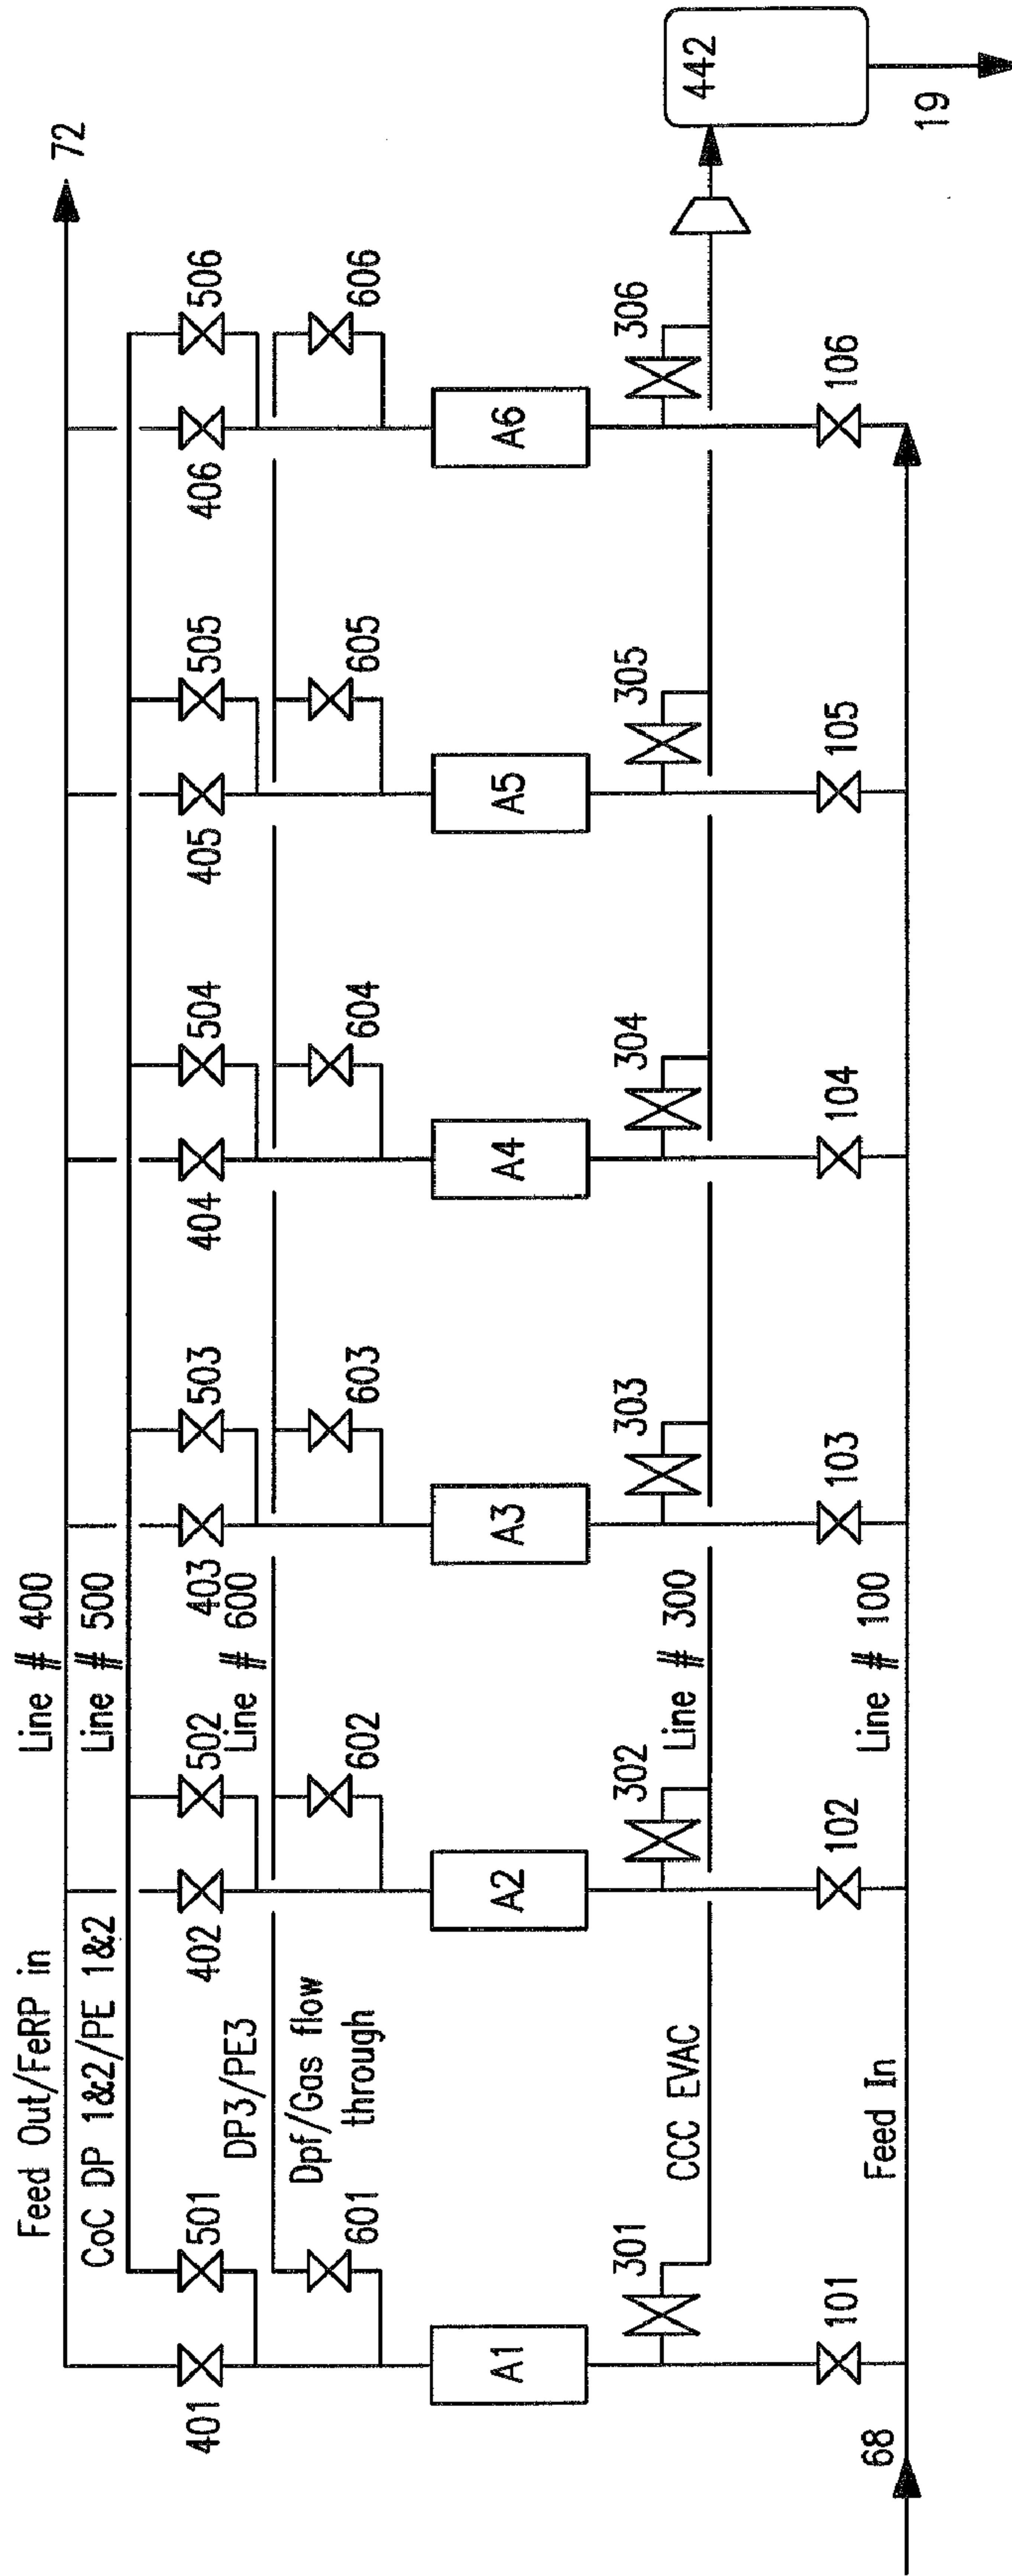 Feed Out/FeRP in
Line # 400
72
CoC DP 1&2/PE 1&2
Line # 500
401
501
402
502
403
503
404
504
405
505
406
506
DP3/PE3
Line # 600
Dpf/Gas flow
through
601
602
603
604
605
606
A1
A2
A3
A4
A5
A6
301
302
303
304
305
306
442
CCC EVAC
Line # 300
19
101
102
103
104
105
106
68
Feed In
Line # 100